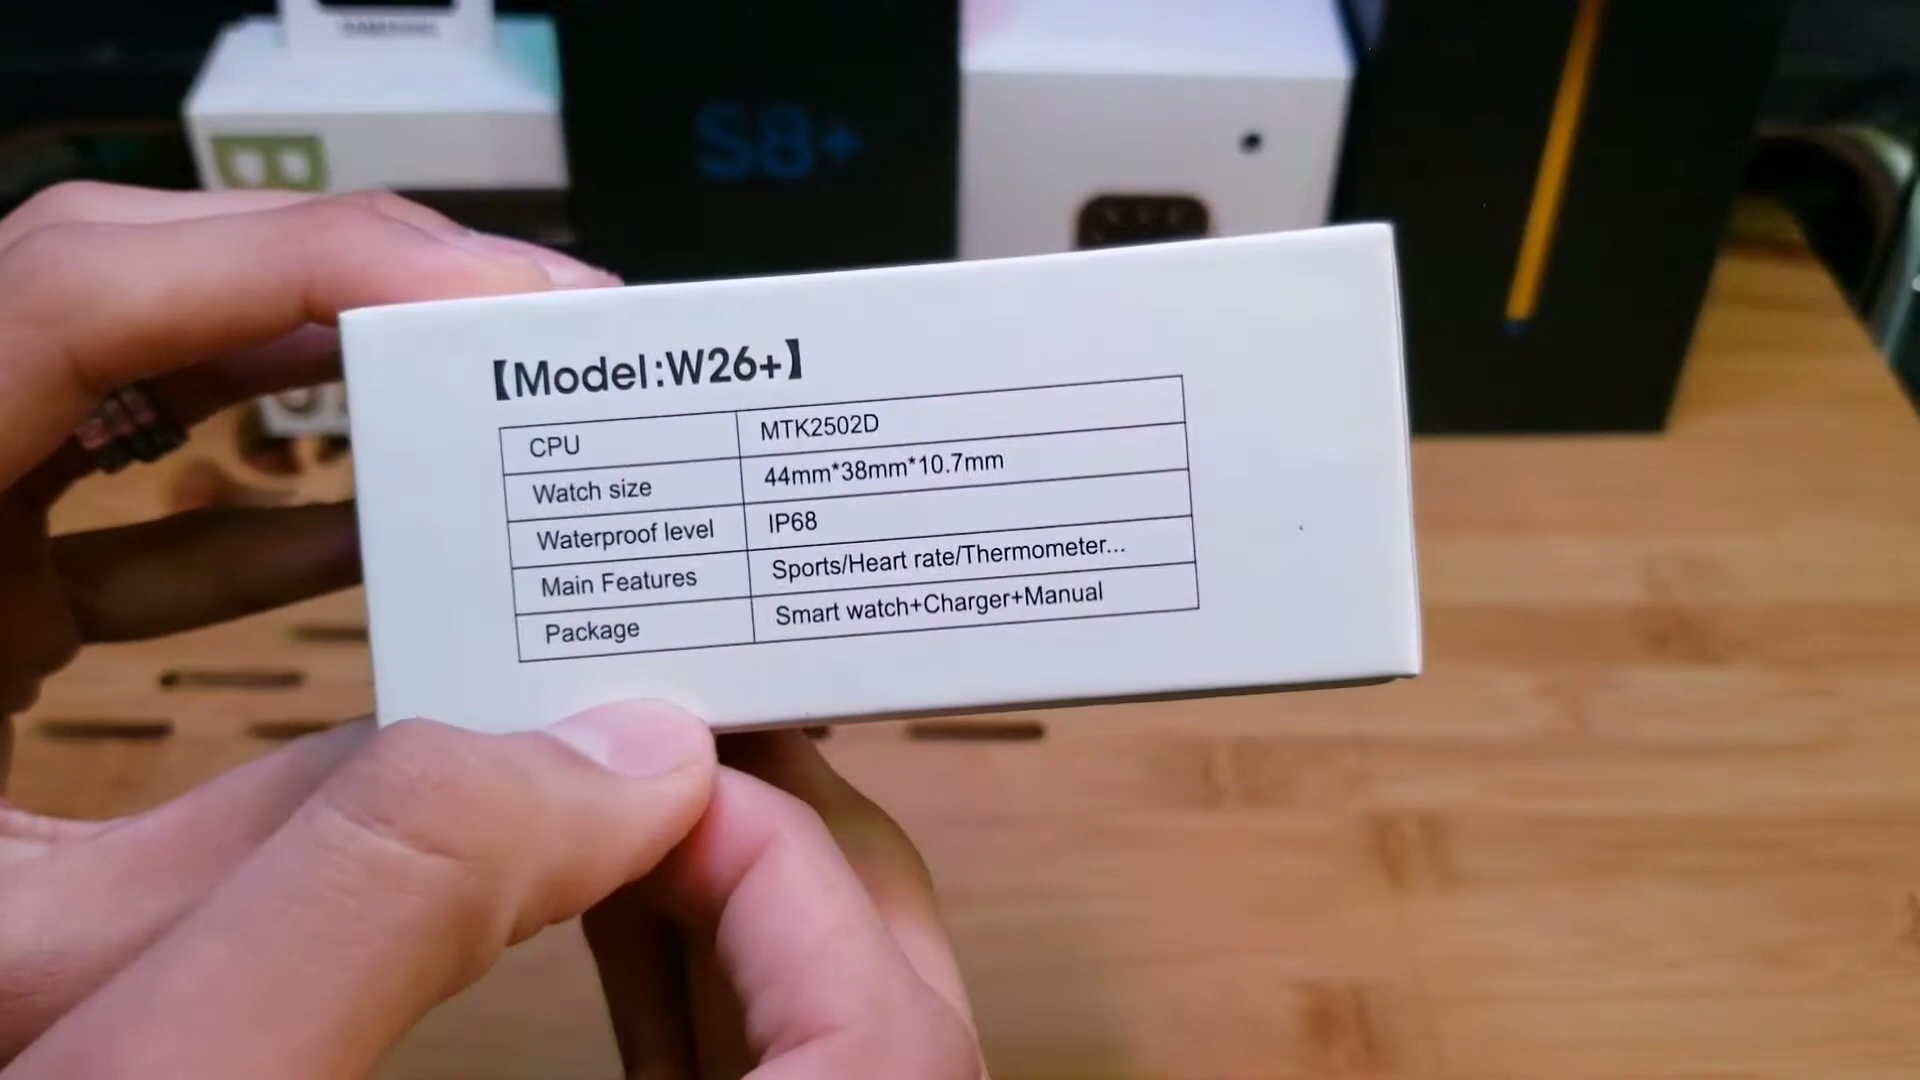 SAMSUNG
S8+
【Model:W26+】
CPU MTK2502D
Watch size 44mm*38mm*10.7mm
Waterproof level IP68
Main Features Sports/Heart rate/Thermometer...
Package Smart watch+Charger+Manual